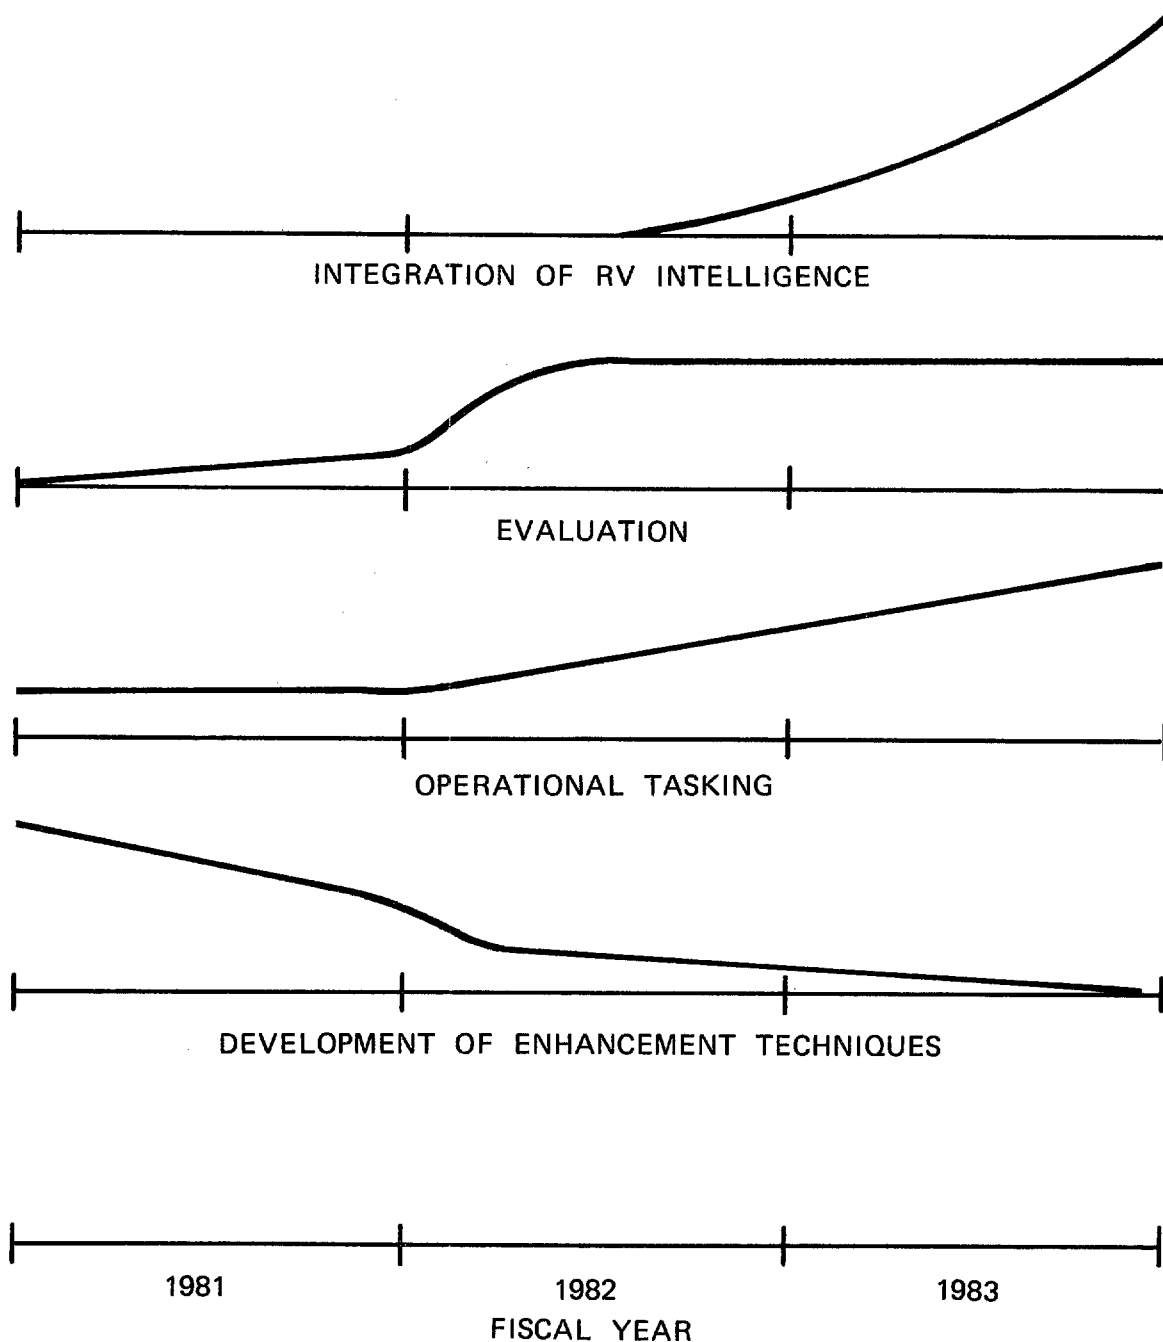 INTEGRATION OF RV INTELLIGENCE
EVALUATION
OPERATIONAL TASKING
DEVELOPMENT OF ENHANCEMENT TECHNIQUES
1981 1982 1983
FISCAL YEAR